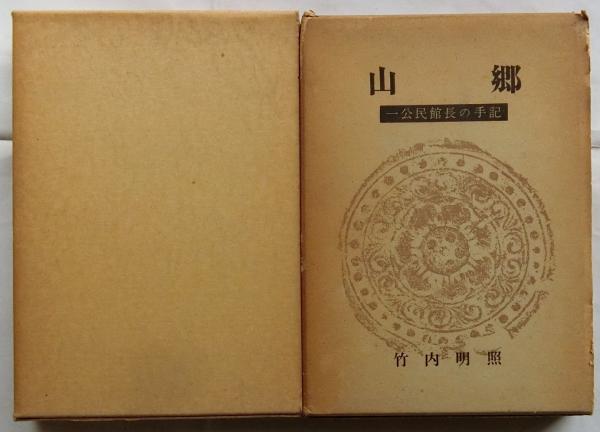 山 郷
一公民館長の手記
竹内明照